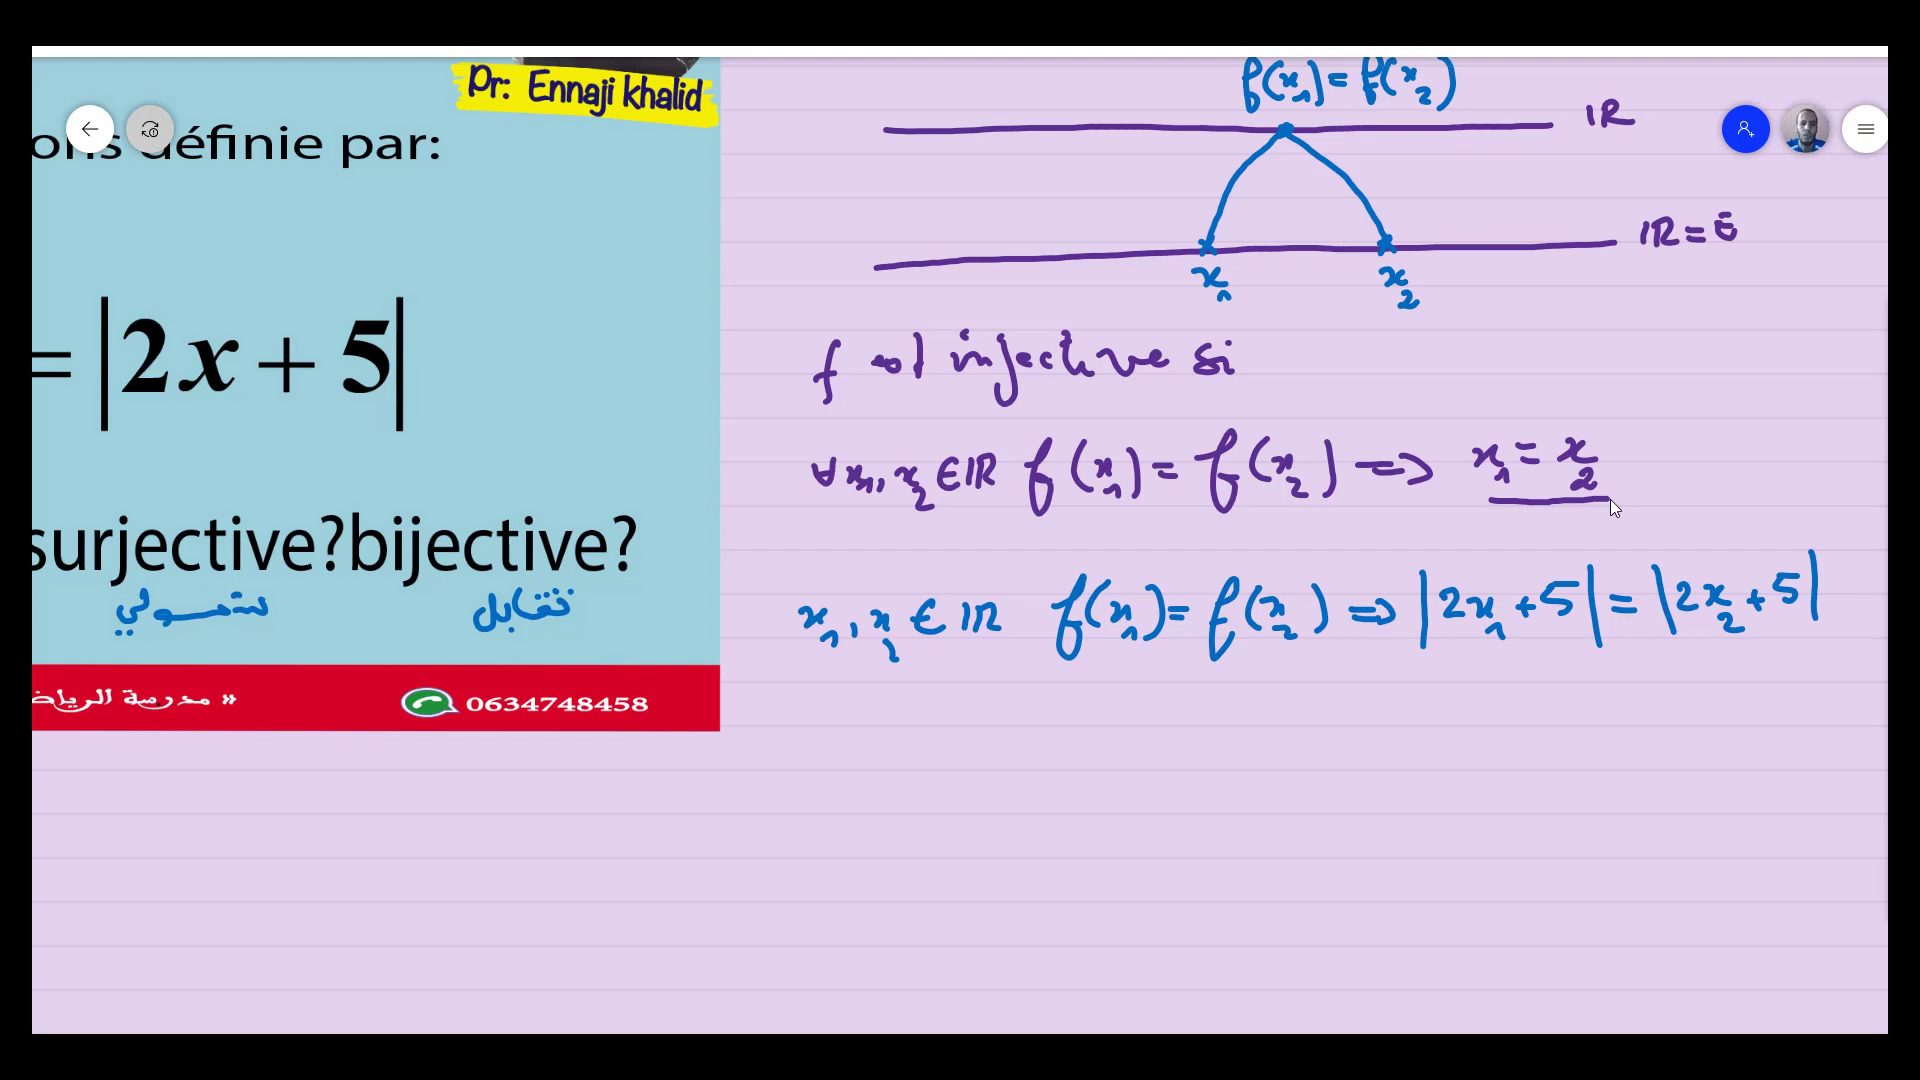 Pr: Ennaji khalid
ons définie par:
= |2x + 5|
surjective?bijective?
شمولي تقابل
« مدرسة الرياض
0634748458
f(x₁) = f(x₂)
IR
IR = E
x₁ x₂
f est injective si
∀x₁, x₂ ∈ IR f(x₁) = f(x₂) ⟹ x₁ = x₂
x₁, x₂ ∈ IR f(x₁) = f(x₂) ⟹ |2x₁ + 5| = |2x₂ + 5|